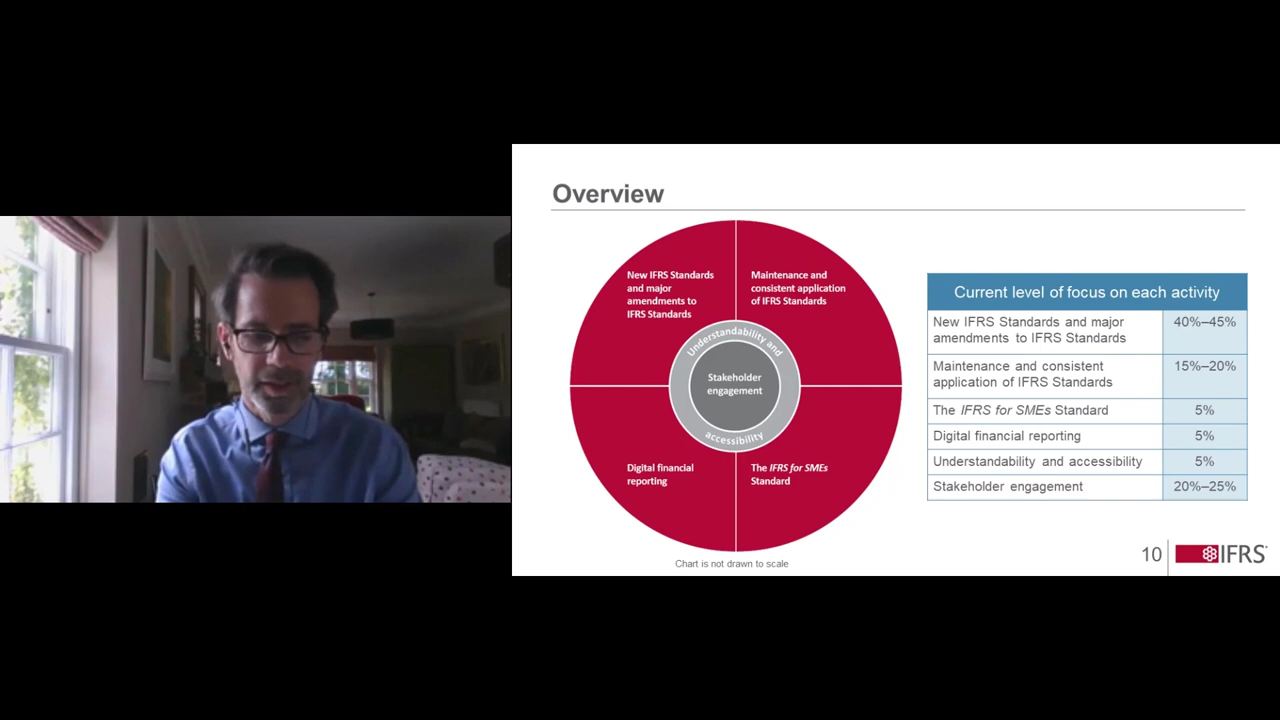 Overview
New IFRS Standards
and major
amendments to
IFRS Standards
Maintenance and
consistent application
of IFRS Standards
Understandability and
accessibility
Stakeholder
engagement
Digital financial
reporting
The IFRS for SMEs
Standard
Chart is not drawn to scale
Current level of focus on each activity
New IFRS Standards and major
amendments to IFRS Standards
40%–45%
Maintenance and consistent
application of IFRS Standards
15%–20%
The IFRS for SMEs Standard
5%
Digital financial reporting
5%
Understandability and accessibility
5%
Stakeholder engagement
20%–25%
10
IFRS